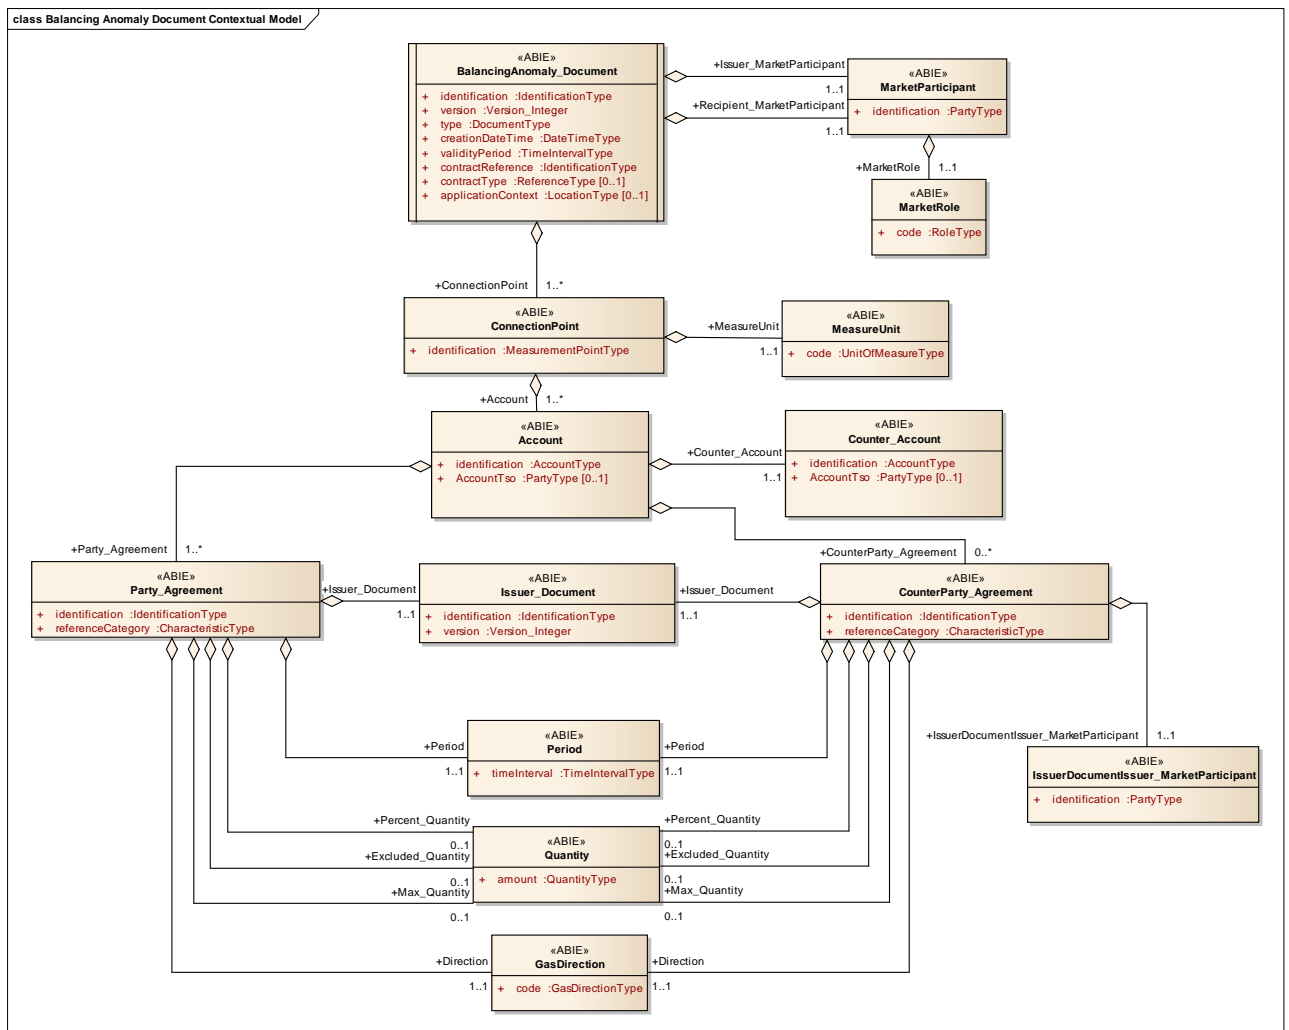 class Balancing Anomaly Document Contextual Model
«ABIE»
BalancingAnomaly_Document
+ identification :IdentificationType
+ version :Version_Integer
+ type :DocumentType
+ creationDateTime :DateTimeType
+ validityPeriod :TimeIntervalType
+ contractReference :IdentificationType
+ contractType :ReferenceType [0..1]
+ applicationContext :LocationType [0..1]
+Issuer_MarketParticipant
1..1
+Recipient_MarketParticipant
1..1
«ABIE»
MarketParticipant
+ identification :PartyType
+MarketRole 1..1
«ABIE»
MarketRole
+ code :RoleType
+ConnectionPoint 1..*
«ABIE»
ConnectionPoint
+ identification :MeasurementPointType
+MeasureUnit
1..1
«ABIE»
MeasureUnit
+ code :UnitOfMeasureType
+Account 1..*
«ABIE»
Account
+ identification :AccountType
+ AccountTso :PartyType [0..1]
+Counter_Account
1..1
«ABIE»
Counter_Account
+ identification :AccountType
+ AccountTso :PartyType [0..1]
+Party_Agreement 1..*
+CounterParty_Agreement 0..*
«ABIE»
Party_Agreement
+ identification :IdentificationType
+ referenceCategory :CharacteristicType
+Issuer_Document
1..1
«ABIE»
Issuer_Document
+ identification :IdentificationType
+ version :Version_Integer
+Issuer_Document
1..1
«ABIE»
CounterParty_Agreement
+ identification :IdentificationType
+ referenceCategory :CharacteristicType
+IssuerDocumentIssuer_MarketParticipant 1..1
«ABIE»
IssuerDocumentIssuer_MarketParticipant
+ identification :PartyType
+Period
1..1
«ABIE»
Period
+ timeInterval :TimeIntervalType
+Period
1..1
+Percent_Quantity
0..1
+Excluded_Quantity
0..1
+Max_Quantity
0..1
«ABIE»
Quantity
+ amount :QuantityType
+Percent_Quantity
0..1
+Excluded_Quantity
0..1
+Max_Quantity
0..1
+Direction
1..1
«ABIE»
GasDirection
+ code :GasDirectionType
+Direction
1..1